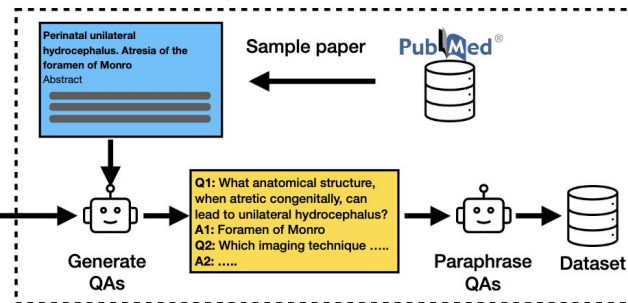 Perinatal unilateral
hydrocephalus. Atresia of the
foramen of Monro
Abstract
Sample paper
PubMed®
Q1: What anatomical structure,
when atretic congenitally, can
lead to unilateral hydrocephalus?
A1: Foramen of Monro
Q2: Which imaging technique .....
A2: .....
Generate
QAs
Paraphrase
QAs
Dataset